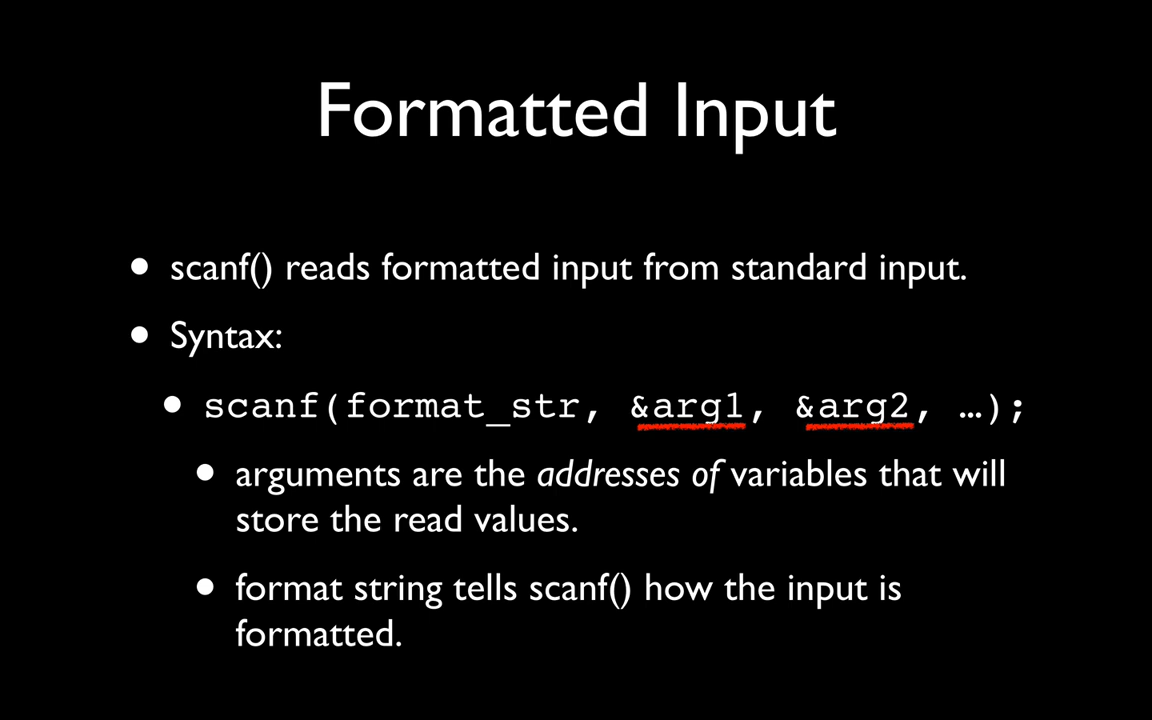 Formatted Input
• scanf() reads formatted input from standard input.
• Syntax:
• scanf(format_str, &arg1, &arg2, …);
• arguments are the addresses of variables that will
store the read values.
• format string tells scanf() how the input is
formatted.